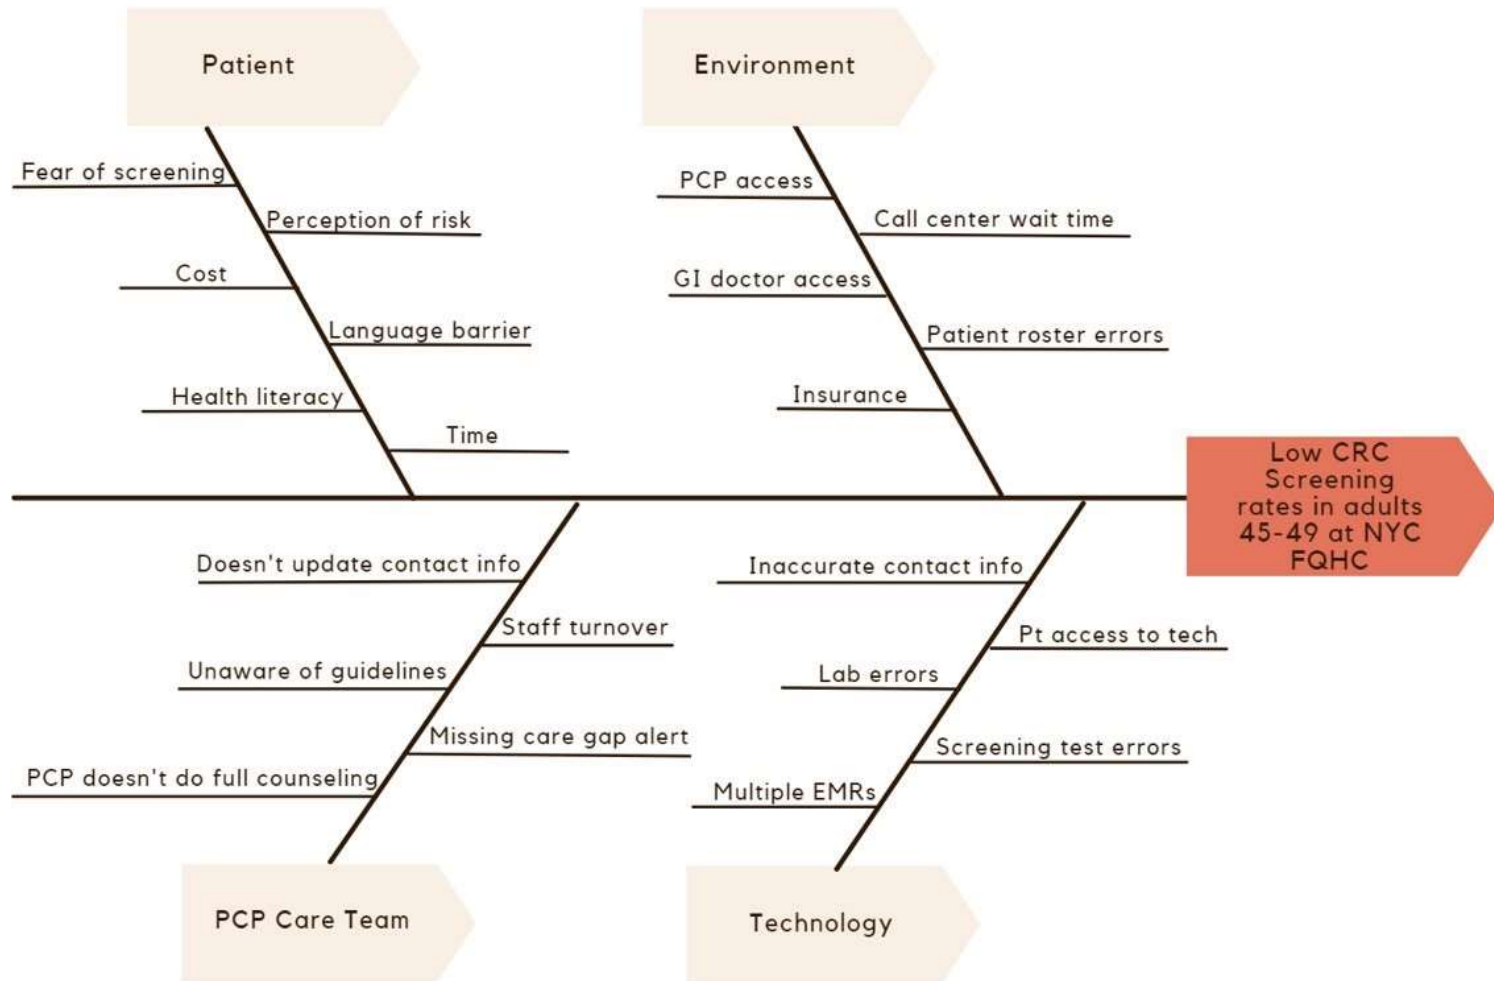 Patient
Environment
Fear of screening
Perception of risk
Cost
Language barrier
Health literacy
Time
PCP access
Call center wait time
GI doctor access
Patient roster errors
Insurance
Low CRC
Screening
rates in adults
45-49 at NYC
FQHC
Doesn't update contact info
Staff turnover
Unaware of guidelines
Missing care gap alert
PCP doesn't do full counseling
Inaccurate contact info
Pt access to tech
Lab errors
Screening test errors
Multiple EMRs
PCP Care Team
Technology